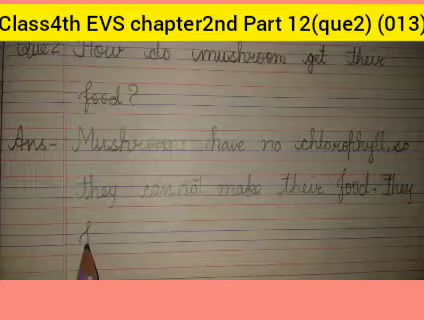 Class4th EVS chapter2nd Part 12(que2) (013)
Que2 How do mushroom get their
food?
Ans- Mushrooms have no chlorophyll, so
they cannot make their food. They